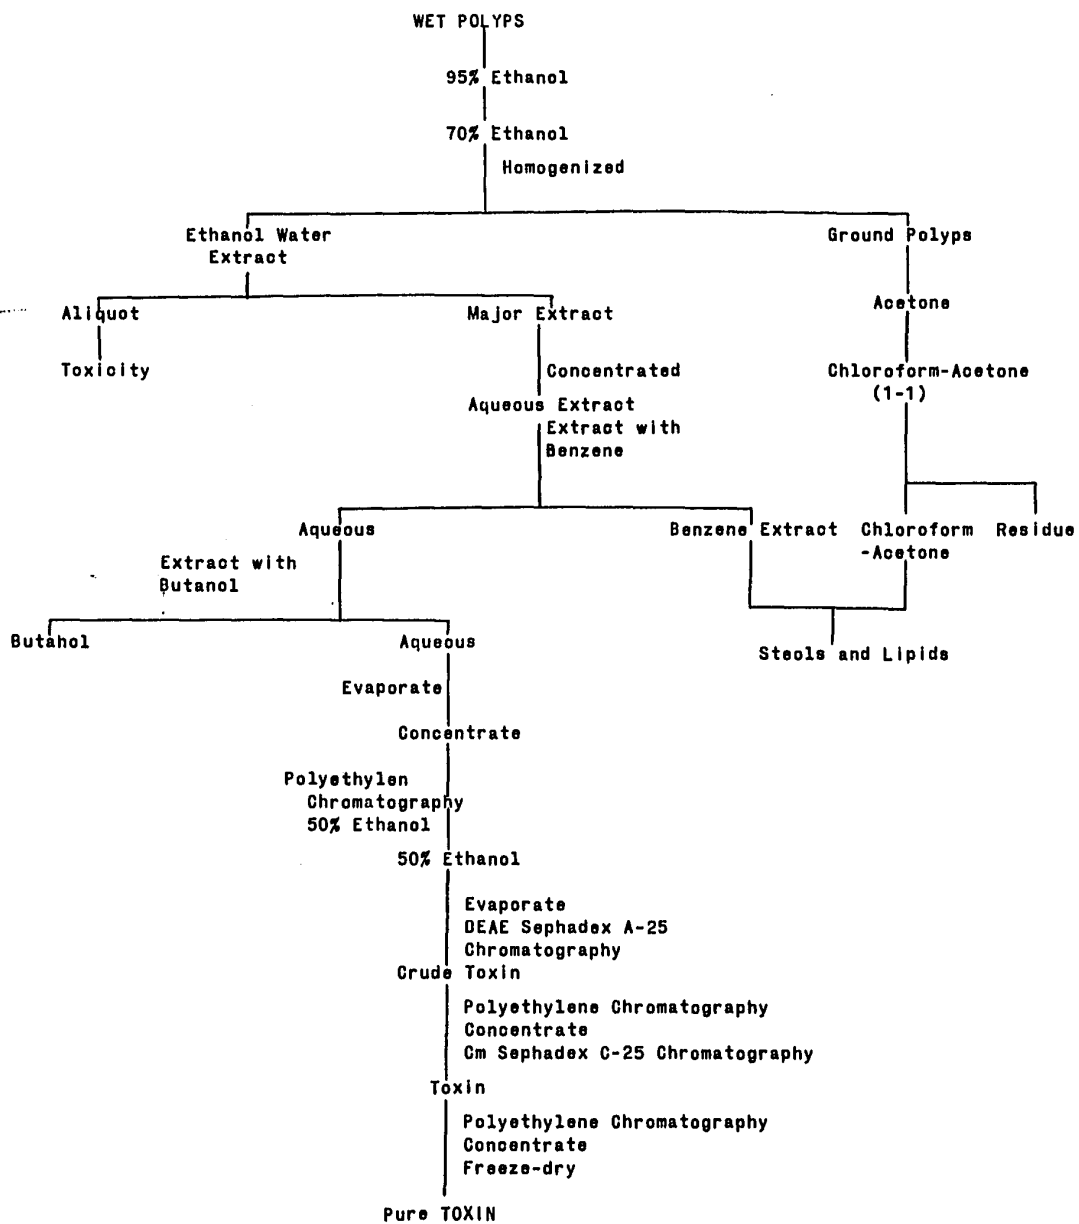 WET POLYPS
95% Ethanol
70% Ethanol
Homogenized
Ethanol Water
Extract
Ground Polyps
Aliquot
Major Extract
Acetone
Toxicity
Concentrated
Chloroform-Acetone
(1-1)
Aqueous Extract
Extract with
Benzene
Aqueous
Benzene Extract
Chloroform
-Acetone
Residue
Extract with
Butanol
Butahol
Aqueous
Steols and Lipids
Evaporate
Concentrate
Polyethylen
Chromatography
50% Ethanol
50% Ethanol
Evaporate
DEAE Sephadex A-25
Chromatography
Crude Toxin
Polyethylene Chromatography
Concentrate
Cm Sephadex C-25 Chromatography
Toxin
Polyethylene Chromatography
Concentrate
Freeze-dry
Pure TOXIN